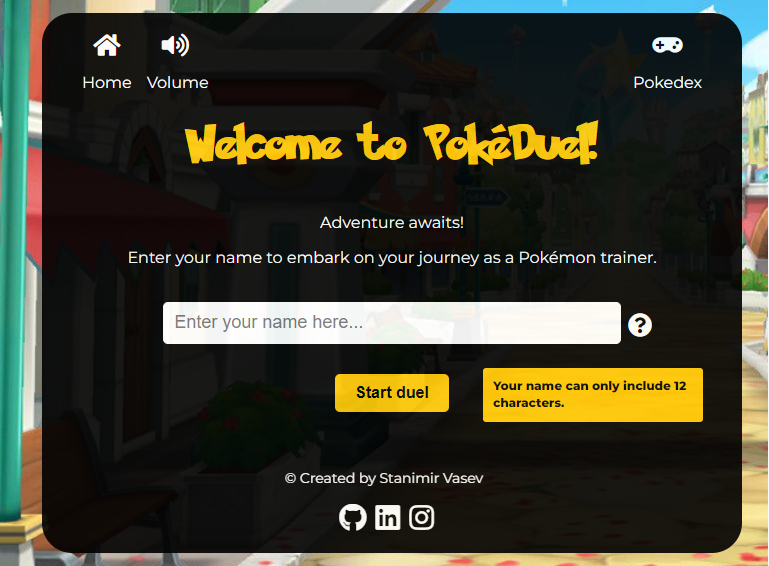 Home Volume Pokedex
Welcome to PokéDuel!
Adventure awaits!
Enter your name to embark on your journey as a Pokémon trainer.
Enter your name here...
Start duel
Your name can only include 12
characters.
© Created by Stanimir Vasev